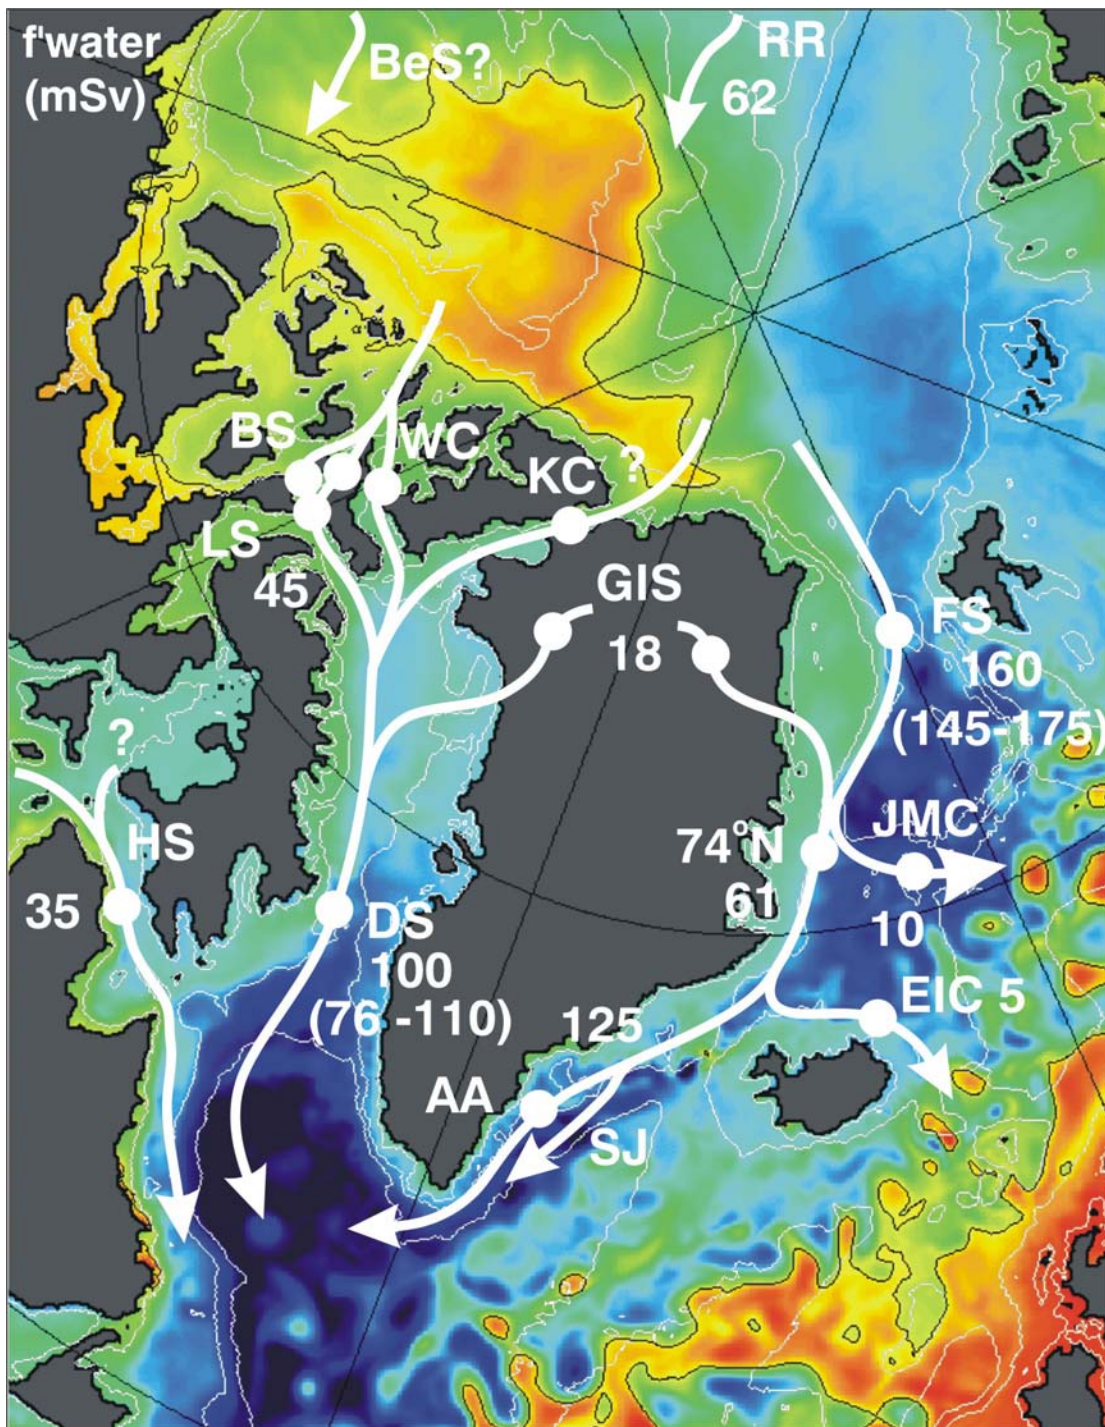 f'water
(mSv)
BeS?
RR
62
BS
WC
KC
?
LS
45
GIS
18
FS
160
(145-175)
?
HS
35
JMC
74°N
61
10
DS
100
(76 -110)
EIC 5
125
AA
SJ